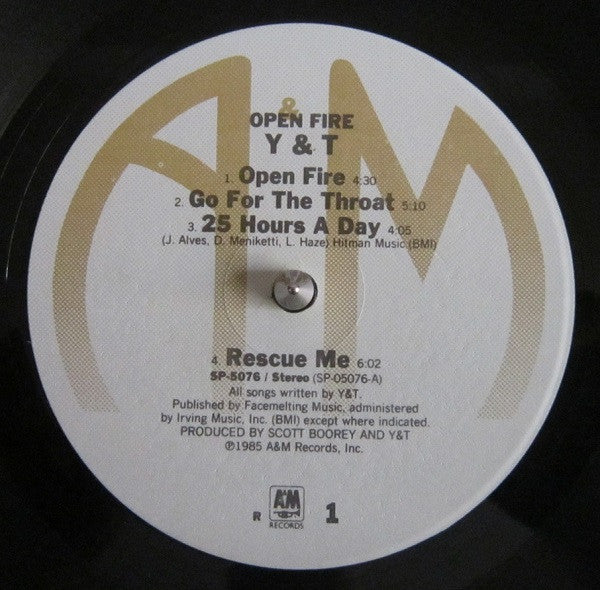 A&M
OPEN FIRE
Y & T
1. Open Fire 4:30
2. Go For The Throat 5:10
3. 25 Hours A Day 4:05
(J. Alves, D. Meniketti, L. Haze) Hitman Music (BMI)
4. Rescue Me 6:02
SP-5076 / Stereo (SP-05076-A)
All songs written by Y&T.
Published by Facemelting Music, administered
by Irving Music, Inc. (BMI) except where indicated.
PRODUCED BY SCOTT BOOREY AND Y&T
℗1985 A&M Records, Inc.
R A&M RECORDS 1